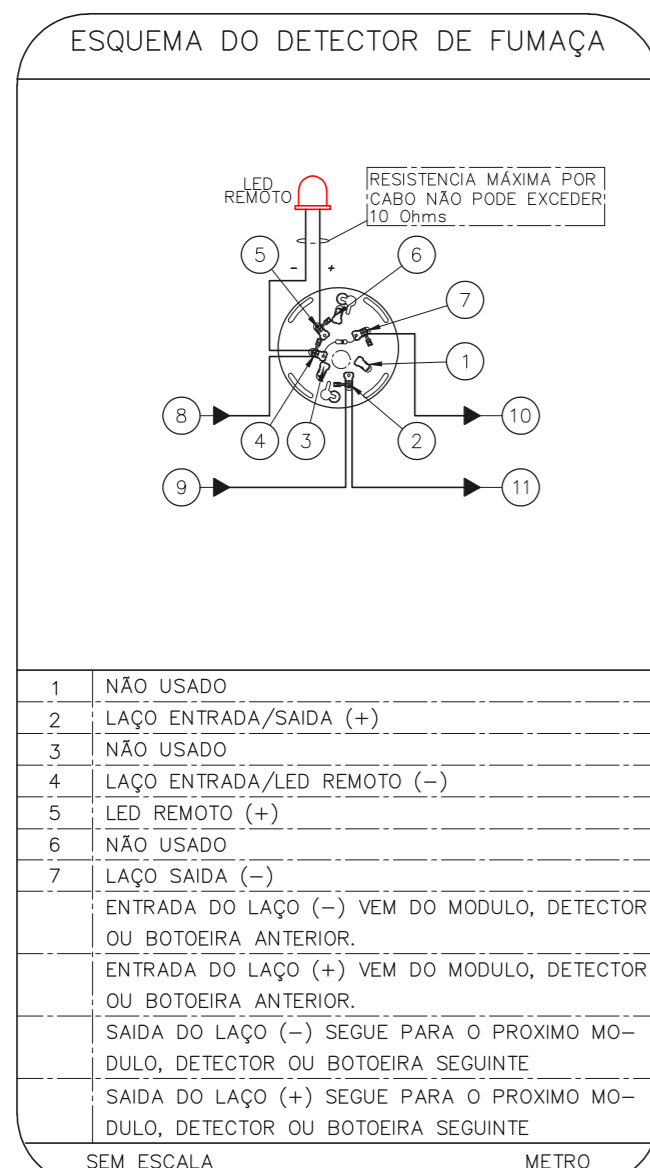 ESQUEMA DO DETECTOR DE FUMAÇA
LED
REMOTO
RESISTENCIA MÁXIMA POR
CABO NÃO PODE EXCEDER
10 Ohms
5
6
- +
7
1
8
10
4
3
2
9
11
1 NÃO USADO
2 LAÇO ENTRADA/SAIDA (+)
3 NÃO USADO
4 LAÇO ENTRADA/LED REMOTO (-)
5 LED REMOTO (+)
6 NÃO USADO
7 LAÇO SAIDA (-)
ENTRADA DO LAÇO (-) VEM DO MODULO, DETECTOR
OU BOTOEIRA ANTERIOR.
ENTRADA DO LAÇO (+) VEM DO MODULO, DETECTOR
OU BOTOEIRA ANTERIOR.
SAIDA DO LAÇO (-) SEGUE PARA O PROXIMO MO-
DULO, DETECTOR OU BOTOEIRA SEGUINTE
SAIDA DO LAÇO (+) SEGUE PARA O PROXIMO MO-
DULO, DETECTOR OU BOTOEIRA SEGUINTE
SEM ESCALA METRO